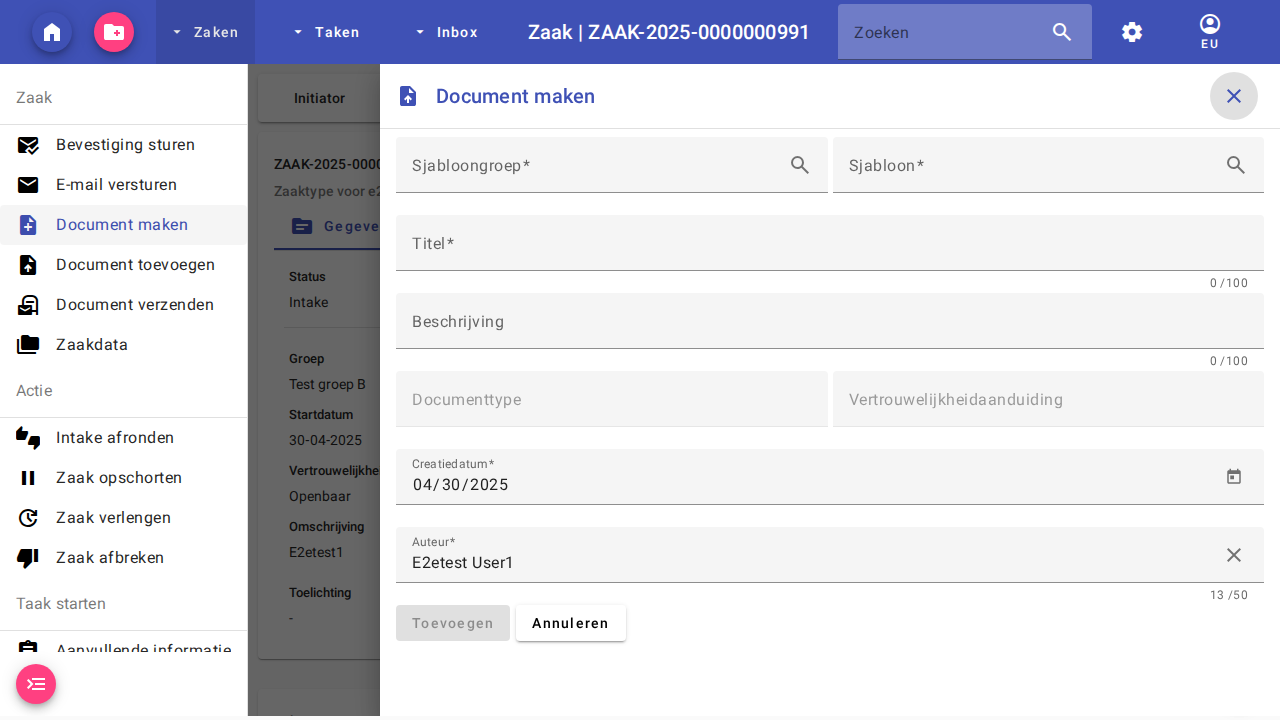 Zaken
Taken
Inbox
Zaak | ZAAK-2025-0000000991
Zoeken
EU
Zaak
Bevestiging sturen
E-mail versturen
Document maken
Document toevoegen
Document verzenden
Zaakdata
Actie
Intake afronden
Zaak opschorten
Zaak verlengen
Zaak afbreken
Taak starten
Aanvullende informatie
Initiator
ZAAK-2025-0000
Zaaktype voor e2
Gegeve
Status
Intake
Groep
Test groep B
Startdatum
30-04-2025
Vertrouwelijkhe
Openbaar
Omschrijving
E2etest1
Toelichting
-
Document maken
Sjabloongroep*
Sjabloon*
Titel*
0 /100
Beschrijving
0 /100
Documenttype
Vertrouwelijkheidaanduiding
Creatiedatum*
04/30/2025
Auteur*
E2etest User1
13 /50
Toevoegen
Annuleren